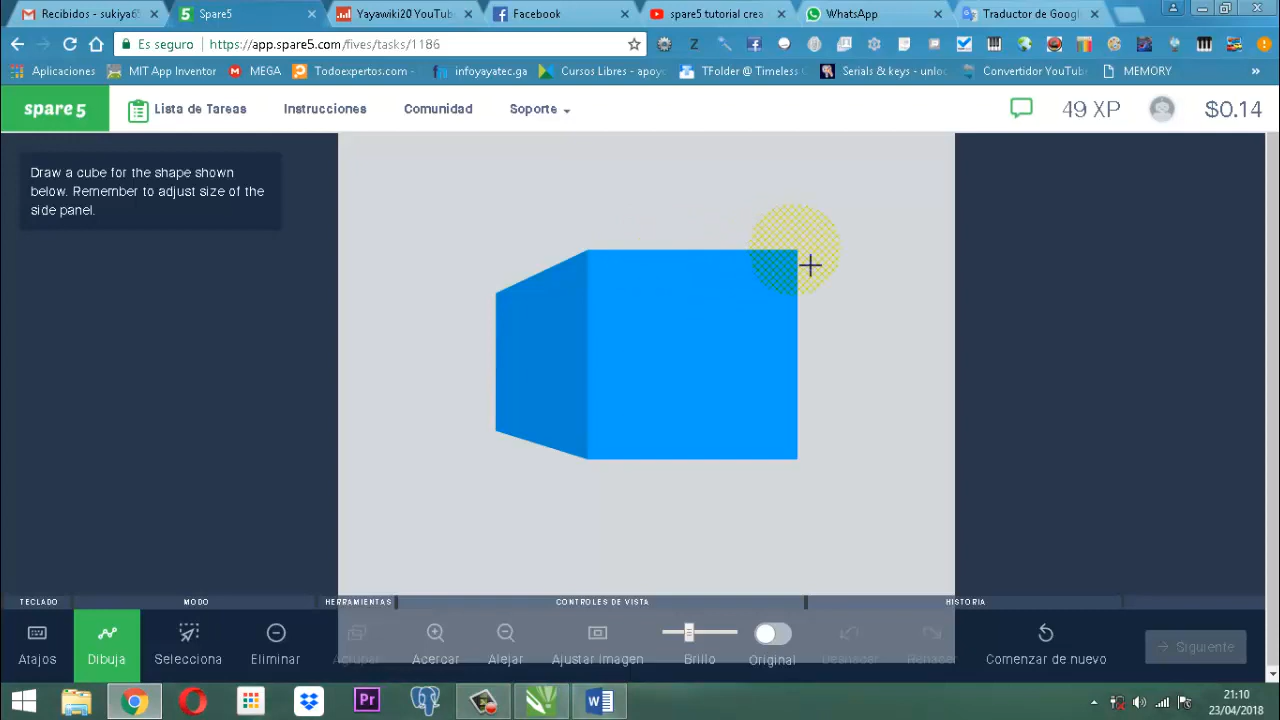 Recibidos - sukiya6
Spare5
Yayawiki20 YouTub
Facebook
spare5 tutorial crea
WhatsApp
Traductor de Googl
Es seguro
https://app.spare5.com/fives/tasks/1186
Aplicaciones
MIT App Inventor
MEGA
Todoexpertos.com -
infoyayatec.ga
Cursos Libres - apoy
TFolder @ Timeless
Serials & keys - unlo
Convertidor YouTub
MEMORY
spare5
Lista de Tareas
Instrucciones
Comunidad
Soporte
49 XP
$0.14
Draw a cube for the shape shown
below. Remember to adjust size of the
side panel.
TECLADO
MODO
HERRAMIENTAS
CONTROLES DE VISTA
HISTORIA
Atajos
Dibuja
Selecciona
Eliminar
Agrupar
Acercar
Alejar
Ajustar imagen
Brillo
Original
Deshacer
Rehacer
Comenzar de nuevo
Siguiente
Pr
21:10
23/04/2018